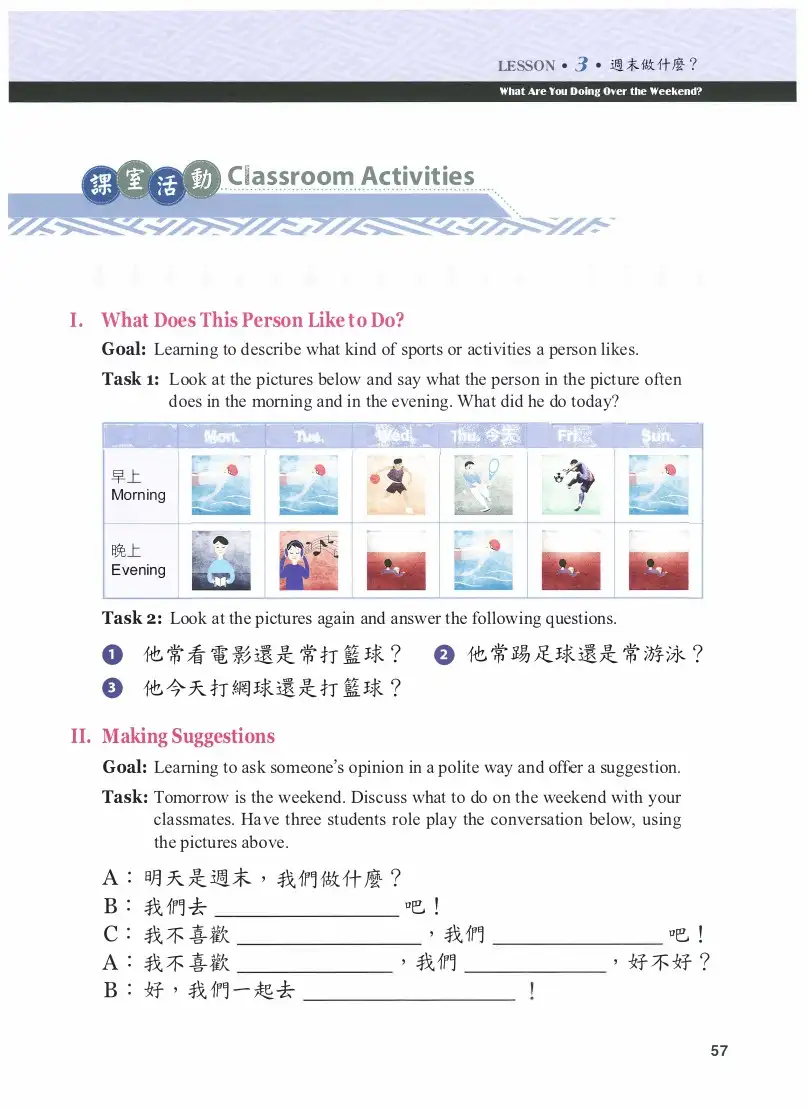 LESSON • 3 • 週末做什麼？
What Are You Doing Over the Weekend?
課室活動 Classroom Activities
I. What Does This Person Like to Do?
Goal: Learning to describe what kind of sports or activities a person likes.
Task 1: Look at the pictures below and say what the person in the picture often
does in the morning and in the evening. What did he do today?
Mon. Tue. Wed. Thu. 今天 Fri. Sun.
早上
Morning
晚上
Evening
Task 2: Look at the pictures again and answer the following questions.
1 他常看電影還是常打籃球？ 2 他常踢足球還是常游泳？
3 他今天打網球還是打籃球？
II. Making Suggestions
Goal: Learning to ask someone's opinion in a polite way and offer a suggestion.
Task: Tomorrow is the weekend. Discuss what to do on the weekend with your
classmates. Have three students role play the conversation below, using
the pictures above.
A：明天是週末，我們做什麼？
B：我們去 ________________ 吧！
C：我不喜歡 ________________，我們 _______________ 吧！
A：我不喜歡 ______________，我們 ____________，好不好？
B：好，我們一起去 ___________________ ！
57